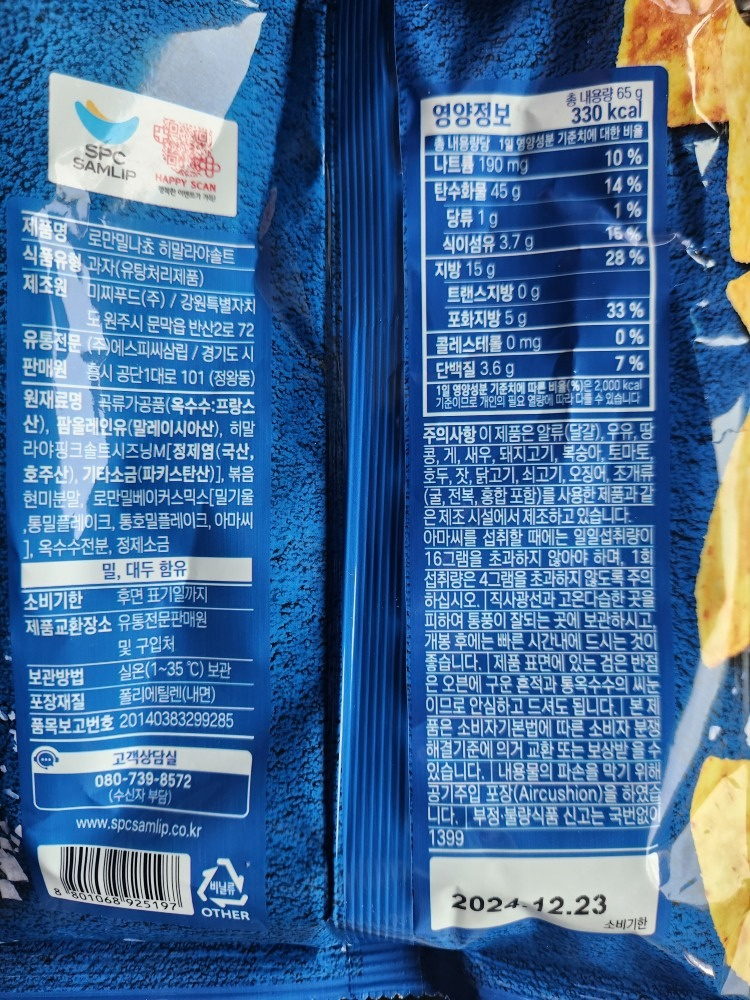 SPC
SAMLIP
HAPPY SCAN
행복한 이벤트가 가득!
제품명 로만밀나쵸 히말라야솔트
식품유형 과자(유탕처리제품)
제조원 미찌푸드(주) / 강원특별자치
도 원주시 문막읍 반산2로 72
유통전문 (주)에스피씨삼립 / 경기도 시
판매원 흥시 공단1대로 101 (정왕동)
원재료명 곡류가공품(옥수수:프랑스
산), 팜올레인유(말레이시아산), 히말
라야핑크솔트시즈닝M[정제염(국산,
호주산), 기타소금(파키스탄산)], 볶음
현미분말, 로만밀베이커스믹스[밀기울
,통밀플레이크, 통호밀플레이크, 아마씨
], 옥수수전분, 정제소금
밀, 대두 함유
소비기한 후면 표기일까지
제품교환장소 유통전문판매원
및 구입처
보관방법 실온(1~35 ℃) 보관
포장재질 폴리에틸렌(내면)
품목보고번호 20140383299285
고객상담실
080-739-8572
(수신자 부담)
www.spcsamlip.co.kr
8 801068 925197
비닐류
OTHER
영양정보
총 내용량 65 g
330 kcal
총 내용량당 1일 영양성분 기준치에 대한 비율
나트륨 190 mg 10 %
탄수화물 45 g 14 %
당류 1 g 1 %
식이섬유 3.7 g 15 %
지방 15 g 28 %
트랜스지방 0 g
포화지방 5 g 33 %
콜레스테롤 0 mg 0 %
단백질 3.6 g 7 %
1일 영양성분 기준치에 따른 비율(%)은 2,000 kcal
기준이므로 개인의 필요 열량에 따라 다를 수 있습니다
주의사항 이 제품은 알류(달걀), 우유, 땅
콩, 게, 새우, 돼지고기, 복숭아, 토마토,
호두, 잣, 닭고기, 쇠고기, 오징어, 조개류
(굴, 전복, 홍합 포함)를 사용한 제품과 같
은 제조 시설에서 제조하고 있습니다.
아마씨를 섭취할 때에는 일일섭취량이
16그램을 초과하지 않아야 하며, 1회
섭취량은 4그램을 초과하지 않도록 주의
하십시오. | 직사광선과 고온다습한 곳을
피하여 통풍이 잘되는 곳에 보관하시고,
개봉 후에는 빠른 시간내에 드시는 것이
좋습니다. | 제품 표면에 있는 검은 반점
은 오븐에 구운 흔적과 통옥수수의 씨눈
이므로 안심하고 드셔도 됩니다. | 본 제
품은 소비자기본법에 따른 소비자 분쟁
해결기준에 의거 교환 또는 보상받을 수
있습니다. | 내용물의 파손을 막기 위해
공기주입 포장(Aircushion)을 하였습
니다. | 부정·불량식품 신고는 국번없이
1399
2024.12.23
소비기한